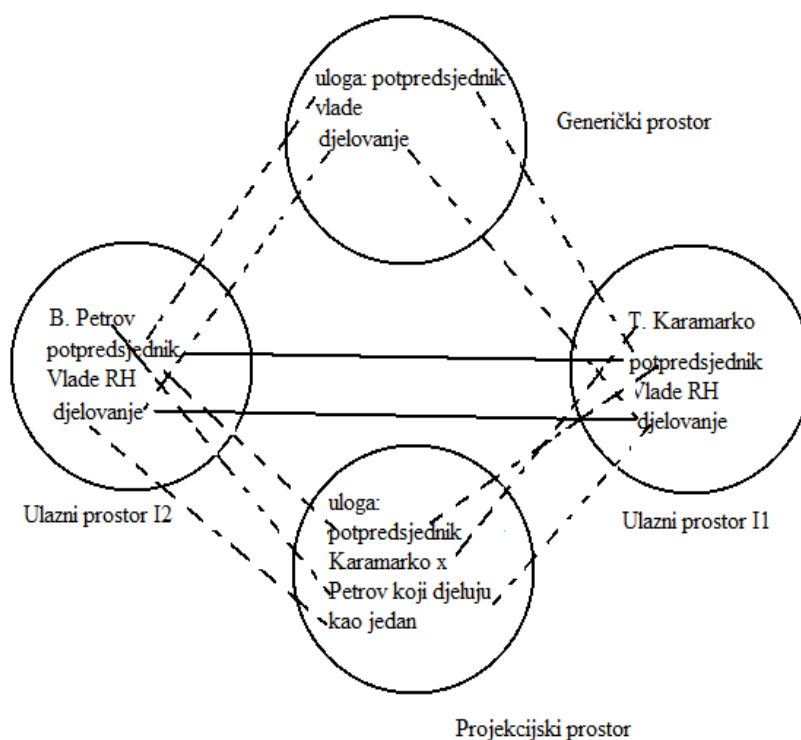 uloga: potpredsjednik
vlade
djelovanje
Generički prostor
B. Petrov
potpredsjednik
Vlade RH
djelovanje
Ulazni prostor I2
T. Karamarko
potpredsjednik
Vlade RH
djelovanje
Ulazni prostor I1
uloga:
potpredsjednik
Karamarko x
Petrov koji djeluju
kao jedan
Projekcijski prostor